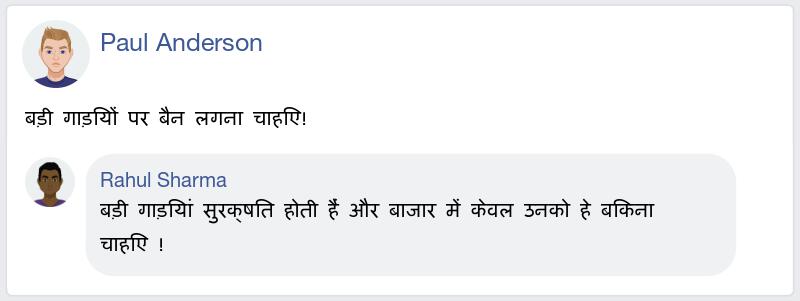 Paul Anderson
बड़ी गाड़ियों पर बैन लगना चाहिए!
Rahul Sharma
बड़ी गाड़ियां सुरक्षित होती हैं और बाजार में केवल उनको हे बिकना
चाहिए !